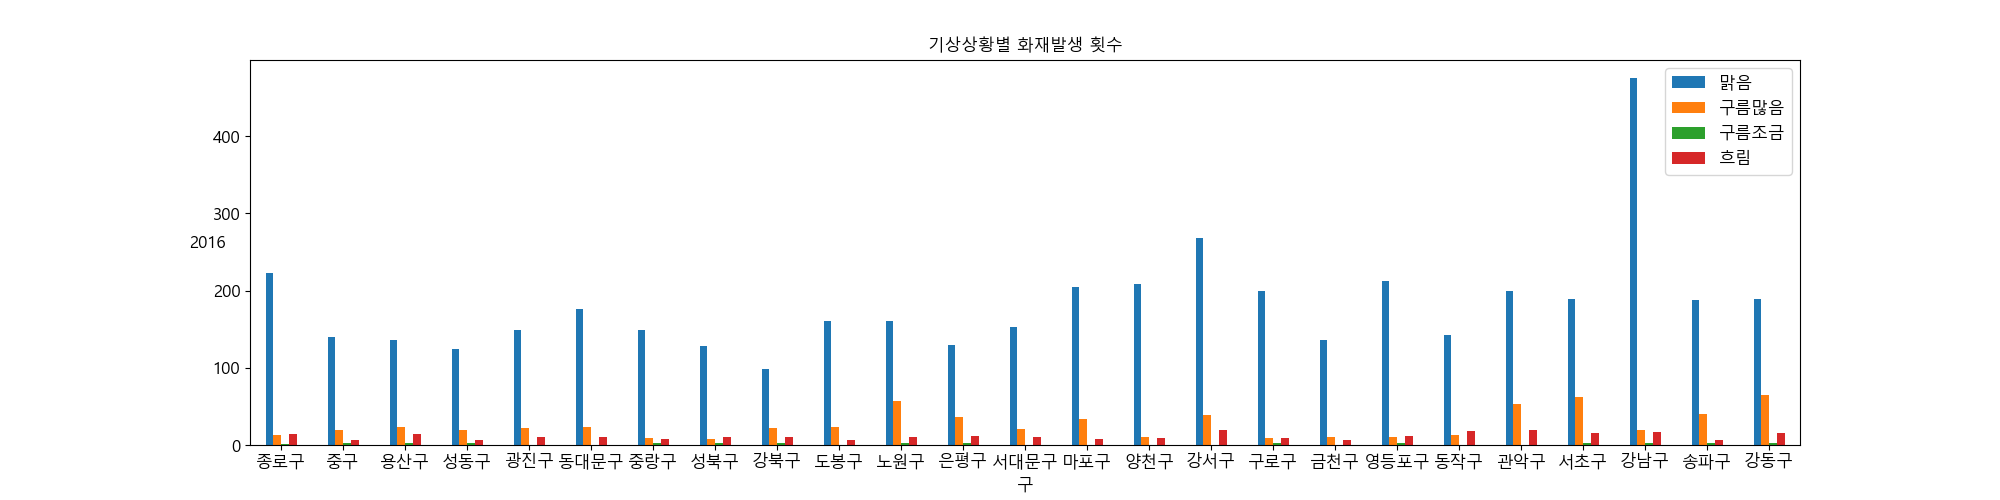 기상상황별 화재발생 횟수
맑음
구름많음
구름조금
흐림
400
300
2016
200
100
0
종로구 중구 용산구 성동구 광진구 동대문구 중랑구 성북구 강북구 도봉구 노원구 은평구 서대문구 마포구 양천구 강서구 구로구 금천구 영등포구 동작구 관악구 서초구 강남구 송파구 강동구
구